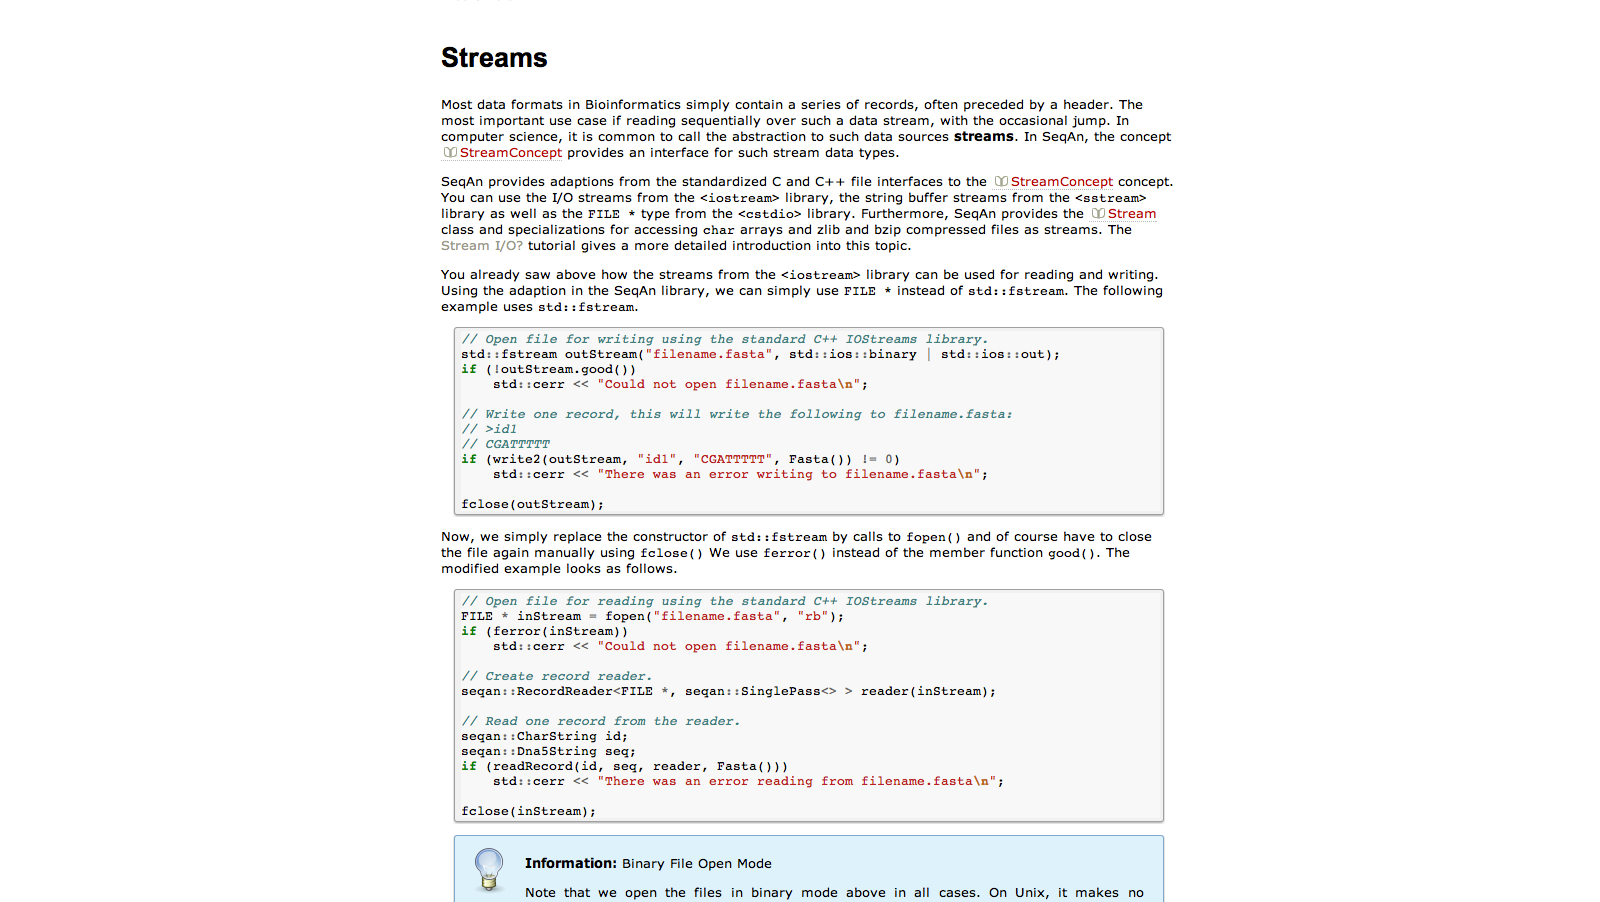 Streams
Most data formats in Bioinformatics simply contain a series of records, often preceded by a header. The
most important use case if reading sequentially over such a data stream, with the occasional jump. In
computer science, it is common to call the abstraction to such data sources streams. In SeqAn, the concept
StreamConcept provides an interface for such stream data types.
SeqAn provides adaptions from the standardized C and C++ file interfaces to the StreamConcept concept.
You can use the I/O streams from the <iostream> library, the string buffer streams from the <sstream>
library as well as the FILE * type from the <cstdio> library. Furthermore, SeqAn provides the Stream
class and specializations for accessing char arrays and zlib and bzip compressed files as streams. The
Stream I/O? tutorial gives a more detailed introduction into this topic.
You already saw above how the streams from the <iostream> library can be used for reading and writing.
Using the adaption in the SeqAn library, we can simply use FILE * instead of std::fstream. The following
example uses std::fstream.
// Open file for writing using the standard C++ IOStreams library.
std::fstream outStream("filename.fasta", std::ios::binary | std::ios::out);
if (!outStream.good())
    std::cerr << "Could not open filename.fasta\n";
// Write one record, this will write the following to filename.fasta:
// >id1
// CGATTTTT
if (write2(outStream, "id1", "CGATTTTT", Fasta()) != 0)
    std::cerr << "There was an error writing to filename.fasta\n";
fclose(outStream);
Now, we simply replace the constructor of std::fstream by calls to fopen() and of course have to close
the file again manually using fclose() We use ferror() instead of the member function good(). The
modified example looks as follows.
// Open file for reading using the standard C++ IOStreams library.
FILE * inStream = fopen("filename.fasta", "rb");
if (ferror(inStream))
    std::cerr << "Could not open filename.fasta\n";
// Create record reader.
seqan::RecordReader<FILE *, seqan::SinglePass<> > reader(inStream);
// Read one record from the reader.
seqan::CharString id;
seqan::Dna5String seq;
if (readRecord(id, seq, reader, Fasta()))
    std::cerr << "There was an error reading from filename.fasta\n";
fclose(inStream);
Information: Binary File Open Mode
Note that we open the files in binary mode above in all cases. On Unix, it makes no